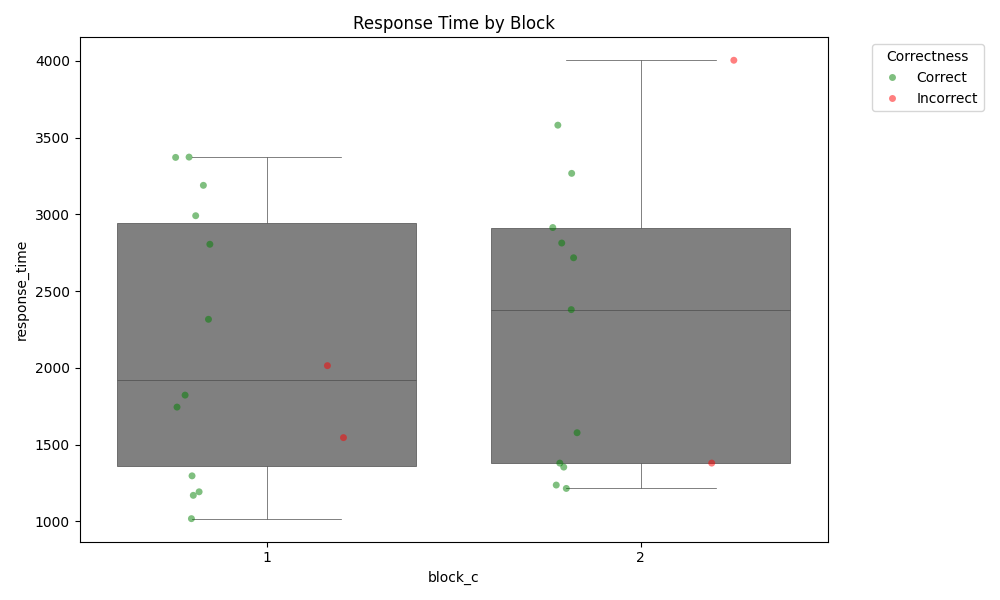 Response Time by Block
Correctness
Correct
Incorrect
4000
3500
3000
2500
2000
1500
1000
response_time
1 2
block_c